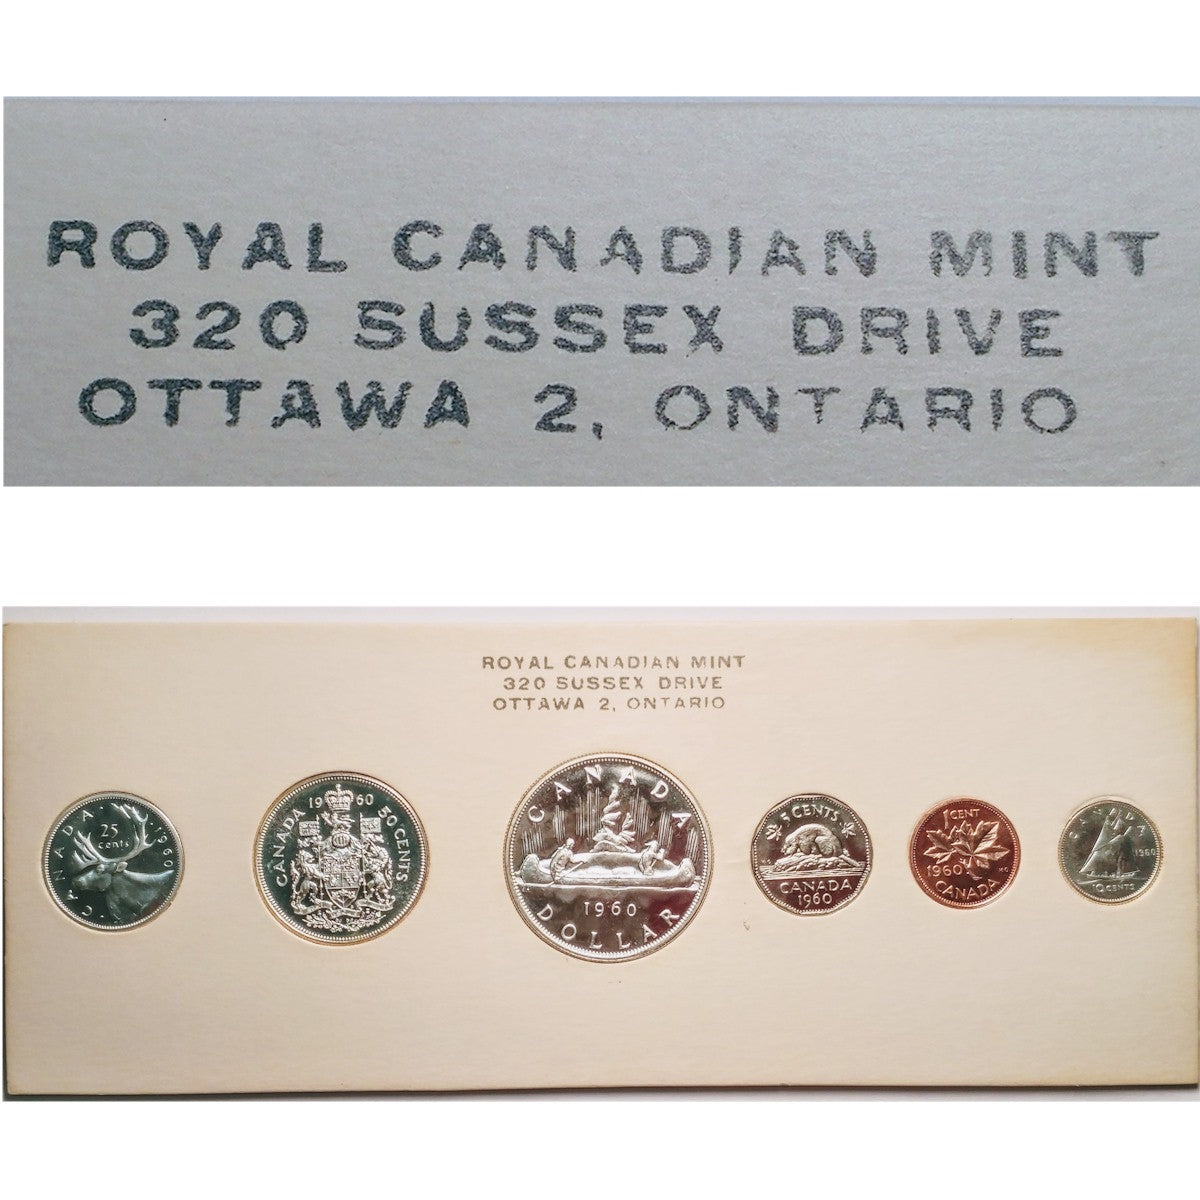 ROYAL CANADIAN MINT
320 SUSSEX DRIVE
OTTAWA 2, ONTARIO
ROYAL CANADIAN MINT
320 SUSSEX DRIVE
OTTAWA 2, ONTARIO
CANADA
25
cents
1960
1960
CANADA
50 CENTS
CANADA
1960
DOLLAR
5 CENTS
CANADA
1960
1 CENT
1960
CANADA
CANADA
1960
10 CENTS